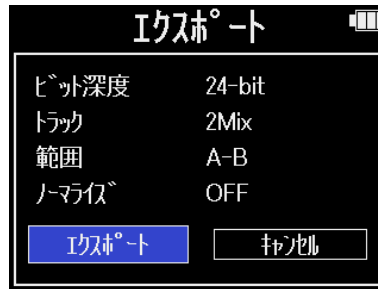 エクスポート
ビット深度 24-bit
トラック 2Mix
範囲 A-B
ノーマライズ OFF
エクスポート キャンセル